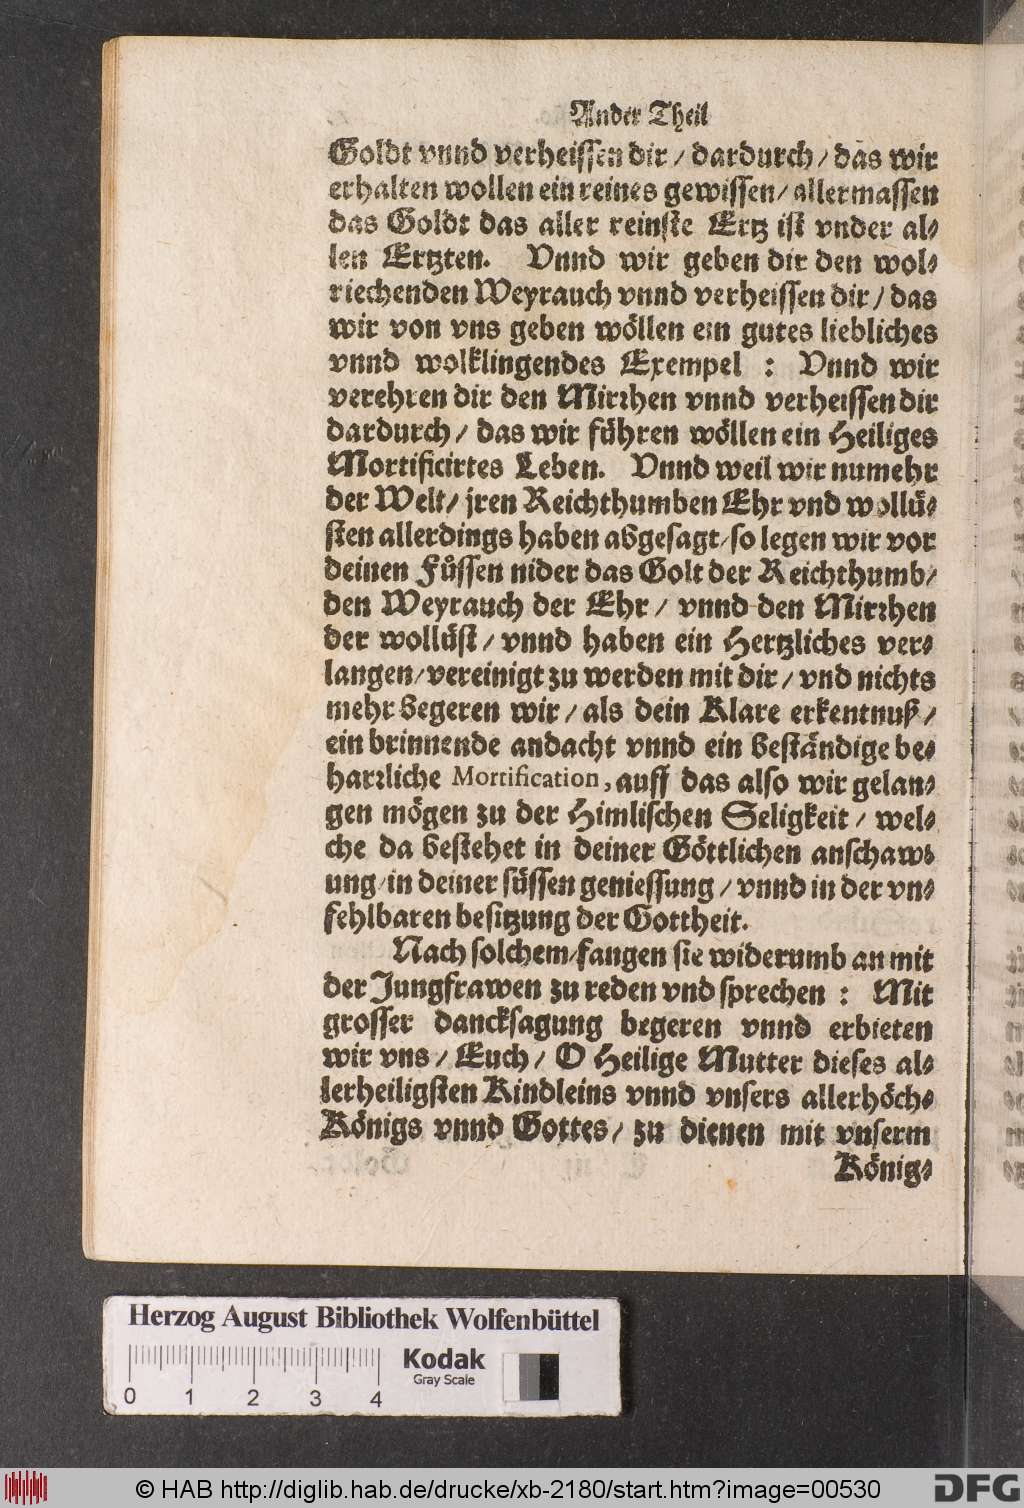 Ander Theil
Goldt vnnd verheissen dir / dardurch / das wir
erhalten wollen ein reines gewissen / allermassen
das Goldt das aller reinste Ertz ist vnder al⸗
len Ertzten. Vnnd wir geben dir den wol⸗
riechenden Weyrauch vnnd verheissen dir / das
wir von vns geben wöllen ein gutes liebliches
vnnd wolklingendes Exempel : Vnnd wir
verehren dir den Mirrhen vnnd verheissen dir
dardurch / das wir führen wöllen ein Heiliges
Mortificirtes Leben. Vnnd weil wir numehr
der Welt / jren Reichthumben Ehr vnd wollü⸗
sten allerdings haben abgesagt / so legen wir vor
deinen Füssen nider das Golt der Reichthumb /
den Weyrauch der Ehr / vnnd den Mirrhen
der wollüst / vnnd haben ein Hertzliches ver⸗
langen / vereinigt zu werden mit dir / vnd nichts
mehr begeren wir / als dein Klare erkentnuß /
ein brinnende andacht vnnd ein beständige be⸗
harrliche Mortification, auff das also wir gelan⸗
gen mögen zu der Himlischen Seligkeit / wel⸗
che da bestehet in deiner Göttlichen anschaw⸗
ung / in deiner süssen geniessung / vnnd in der vn⸗
fehlbaren besitzung der Gottheit.
Nach solchem / fangen sie widerumb an mit
der Jungfrawen zu reden vnd sprechen : Mit
grosser dancksagung begeren vnnd erbieten
wir vns / Euch / O Heilige Mutter dieses al⸗
lerheiligsten Kindleins vnnd vnsers allerhöch⸗
Königs vnnd Gottes / zu dienen mit vnserm
König⸗
Herzog August Bibliothek Wolfenbüttel
Kodak
Gray Scale
0 1 2 3 4
© HAB http://diglib.hab.de/drucke/xb-2180/start.htm?image=00530
DFG